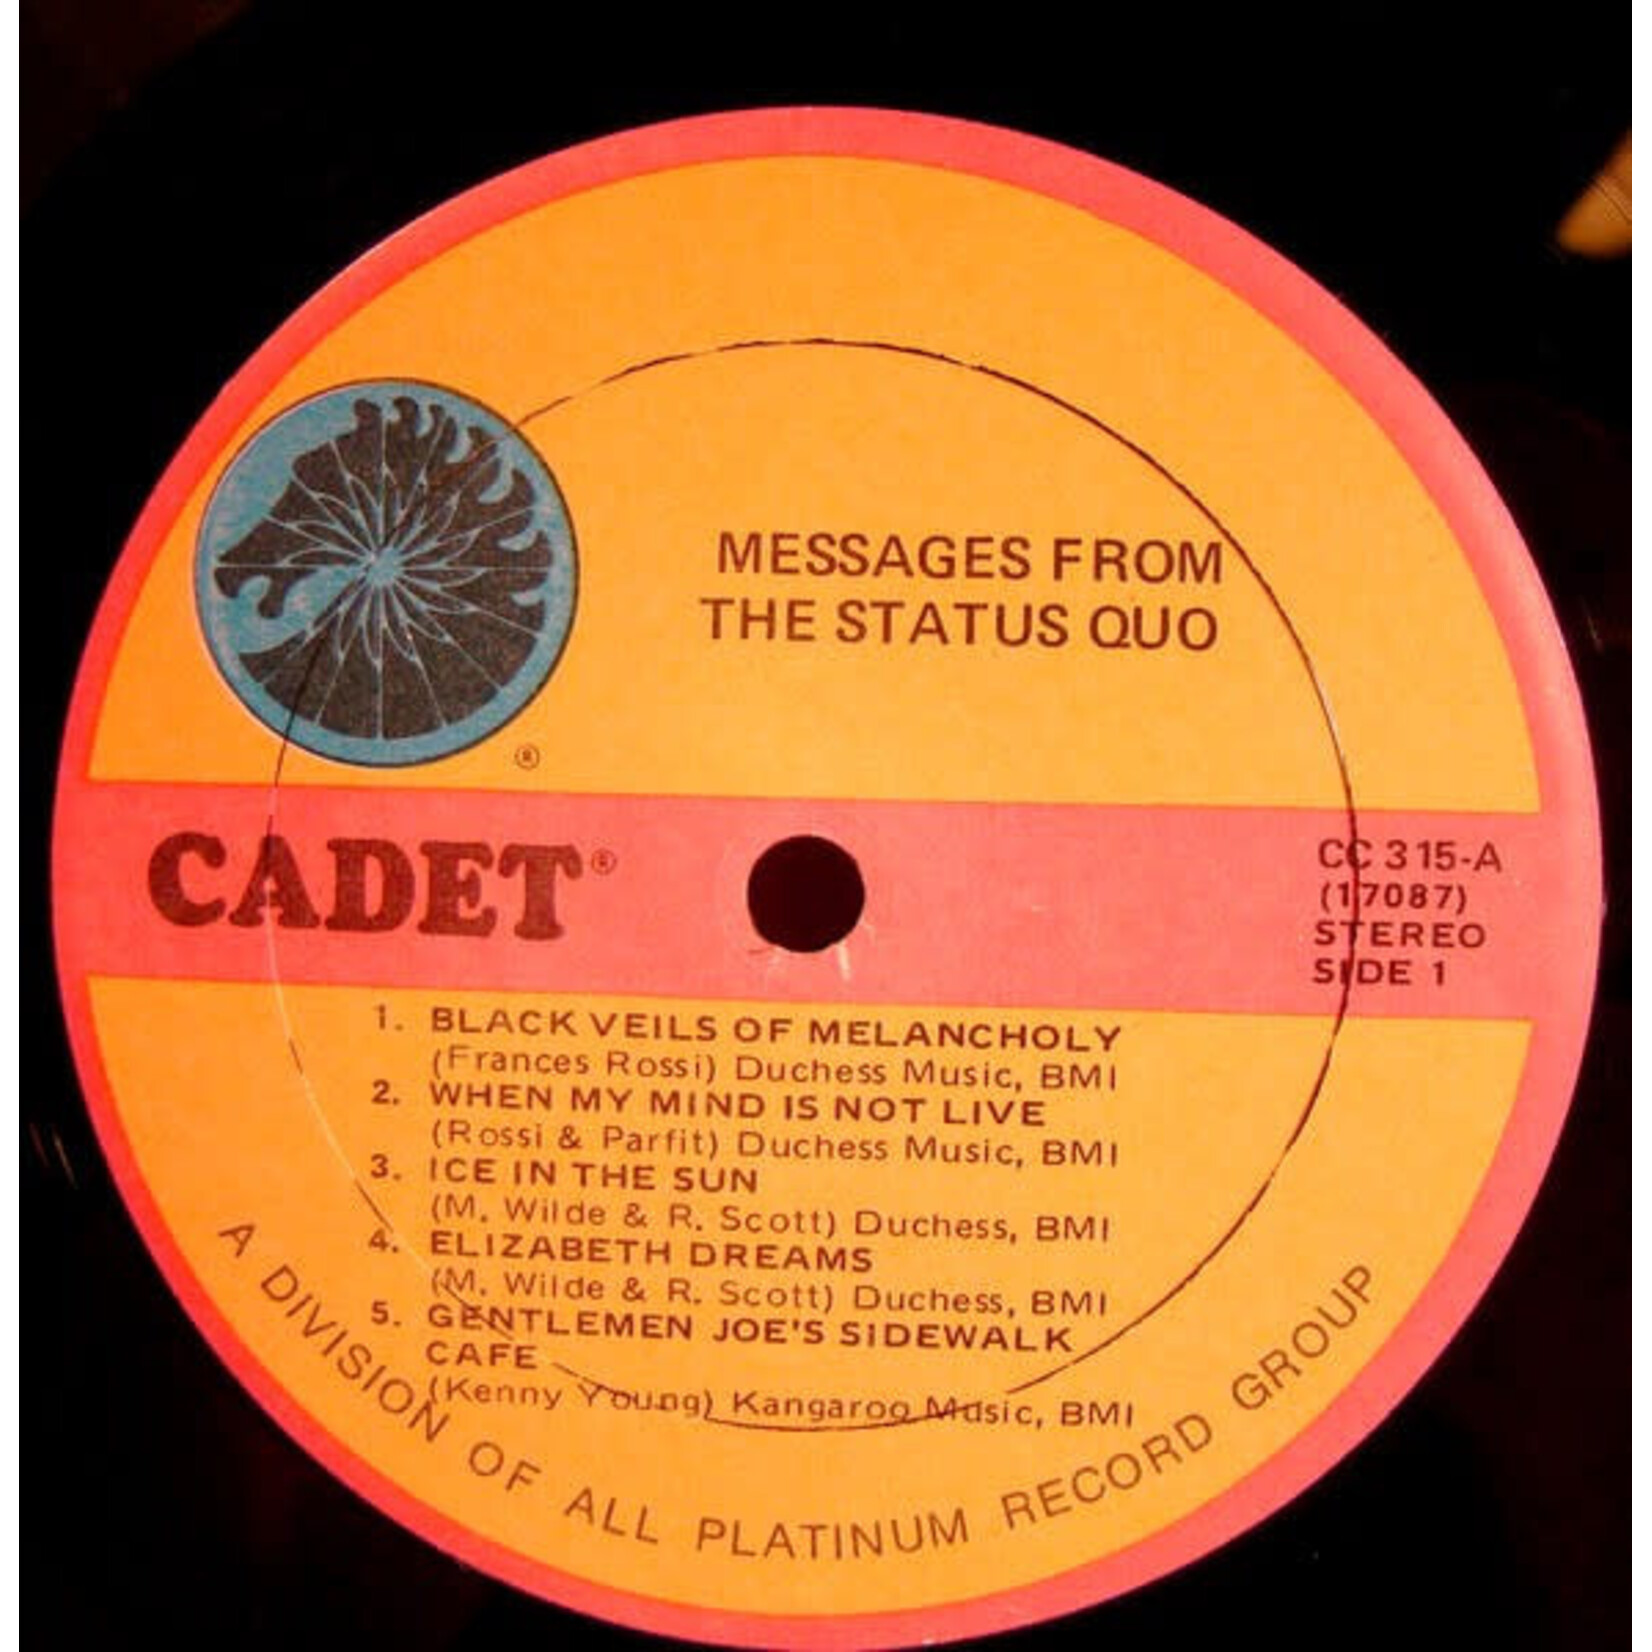 MESSAGES FROM
THE STATUS QUO
®
CADET®
CC 315-A
(17087)
STEREO
SIDE 1
1. BLACK VEILS OF MELANCHOLY
(Frances Rossi) Duchess Music, BMI
2. WHEN MY MIND IS NOT LIVE
(Rossi & Parfit) Duchess Music, BMI
3. ICE IN THE SUN
(M. Wilde & R. Scott) Duchess, BMI
4. ELIZABETH DREAMS
(M. Wilde & R. Scott) Duchess, BMI
5. GENTLEMEN JOE'S SIDEWALK
CAFE
(Kenny Young) Kangaroo Music, BMI
A DIVISION OF ALL PLATINUM RECORD GROUP